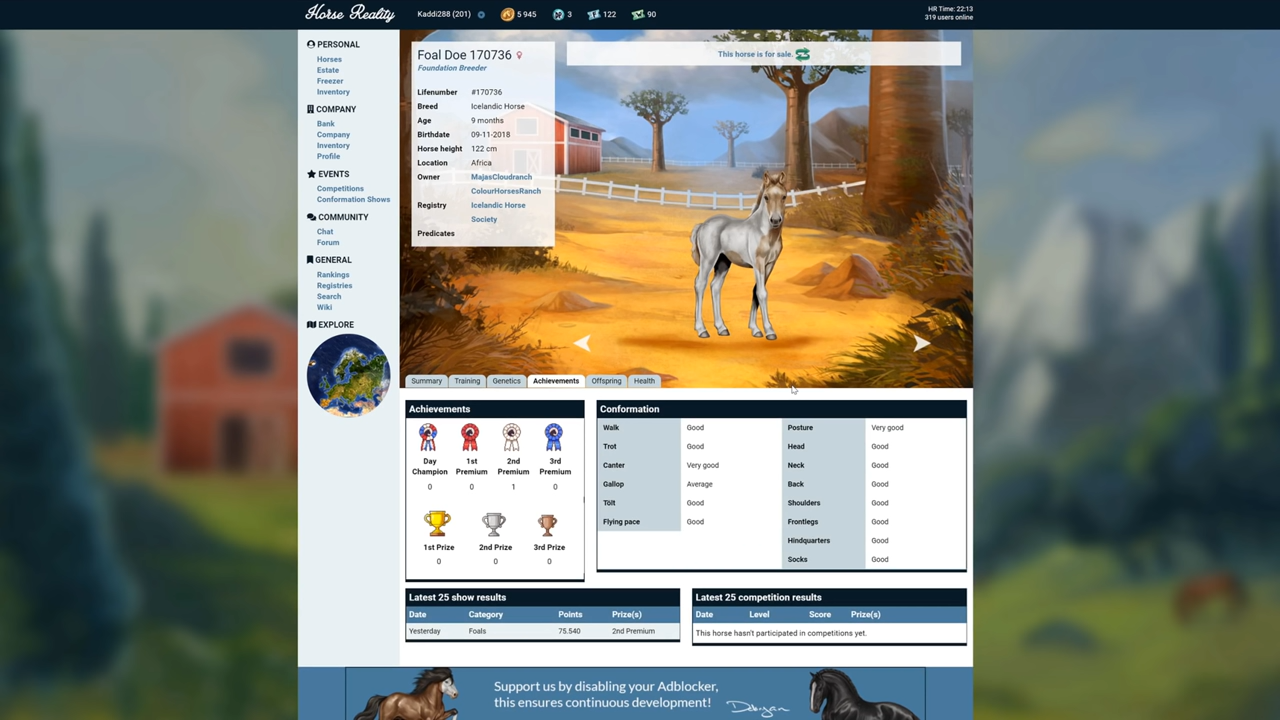 Horse Reality
Kaddi288 (201)
5 945
3
122
90
HR Time: 22:13
319 users online
PERSONAL
Horses
Estate
Freezer
Inventory
COMPANY
Bank
Company
Inventory
Profile
EVENTS
Competitions
Conformation Shows
COMMUNITY
Chat
Forum
GENERAL
Rankings
Registries
Search
Wiki
EXPLORE
Foal Doe 170736 ♀
Foundation Breeder
Lifenumber #170736
Breed Icelandic Horse
Age 9 months
Birthdate 09-11-2018
Horse height 122 cm
Location Africa
Owner MajasCloudranch
ColourHorsesRanch
Registry Icelandic Horse
Society
Predicates
This horse is for sale.
Summary Training Genetics Achievements Offspring Health
Achievements
Day Champion 1st Premium 2nd Premium 3rd Premium
0 0 1 0
1st Prize 2nd Prize 3rd Prize
0 0 0
Conformation
Walk Good Posture Very good
Trot Good Head Good
Canter Very good Neck Good
Gallop Average Back Good
Tölt Good Shoulders Good
Flying pace Good Frontlegs Good
Hindquarters Good
Socks Good
Latest 25 show results
Date Category Points Prize(s)
Yesterday Foals 75.540 2nd Premium
Latest 25 competition results
Date Level Score Prize(s)
This horse hasn't participated in competitions yet.
Support us by disabling your Adblocker,
this ensures continuous development!